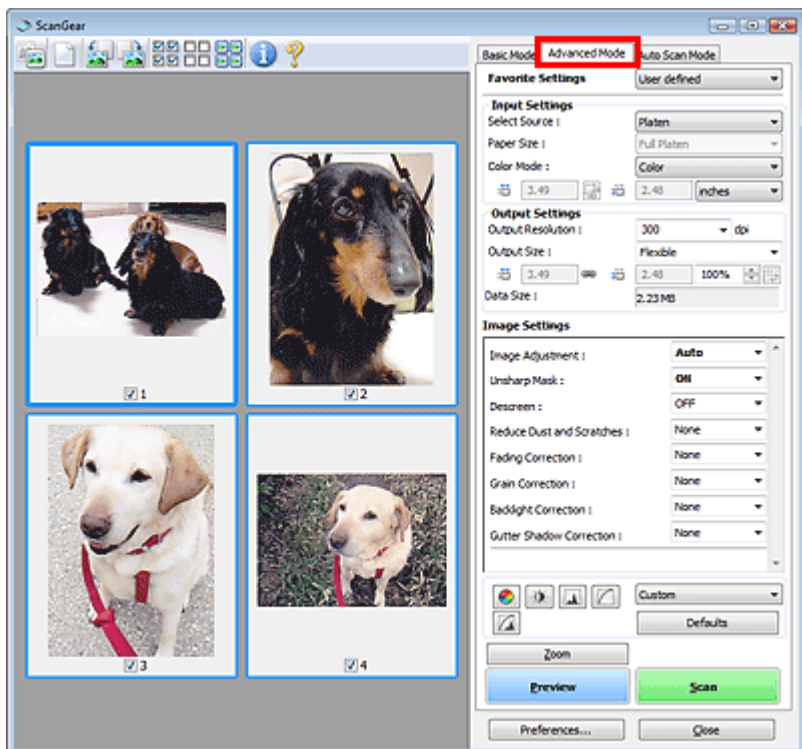 ScanGear
Basic Mode Advanced Mode Auto Scan Mode
Favorite Settings User defined
Input Settings
Select Source : Platen
Paper Size : Full Platen
Color Mode : Color
3.49 2.48 inches
Output Settings
Output Resolution : 300 dpi
Output Size : Flexible
3.49 2.48 100%
Data Size : 2.23 MB
Image Settings
Image Adjustment : Auto
Unsharp Mask : ON
Descreen : OFF
Reduce Dust and Scratches : None
Fading Correction : None
Grain Correction : None
Backlight Correction : None
Gutter Shadow Correction : None
Custom
Defaults
Zoom
Preview Scan
Preferences... Close
1 2
3 4